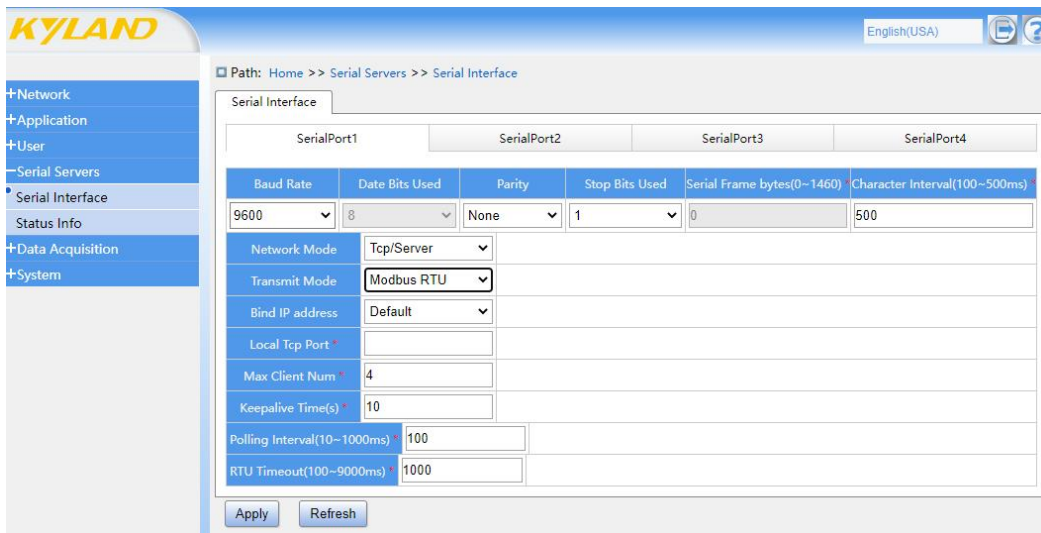 KYLAND
English(USA)
Path: Home >> Serial Servers >> Serial Interface
+Network
+Application
+User
−Serial Servers
Serial Interface
Status Info
+Data Acquisition
+System
Serial Interface
SerialPort1 SerialPort2 SerialPort3 SerialPort4
Baud Rate Date Bits Used Parity Stop Bits Used Serial Frame bytes(0~1460) * Character Interval(100~500ms) *
9600 8 None 1 0 500
Network Mode Tcp/Server
Transmit Mode Modbus RTU
Bind IP address Default
Local Tcp Port *
Max Client Num * 4
Keepalive Time(s) * 10
Polling Interval(10~1000ms) * 100
RTU Timeout(100~9000ms) * 1000
Apply Refresh